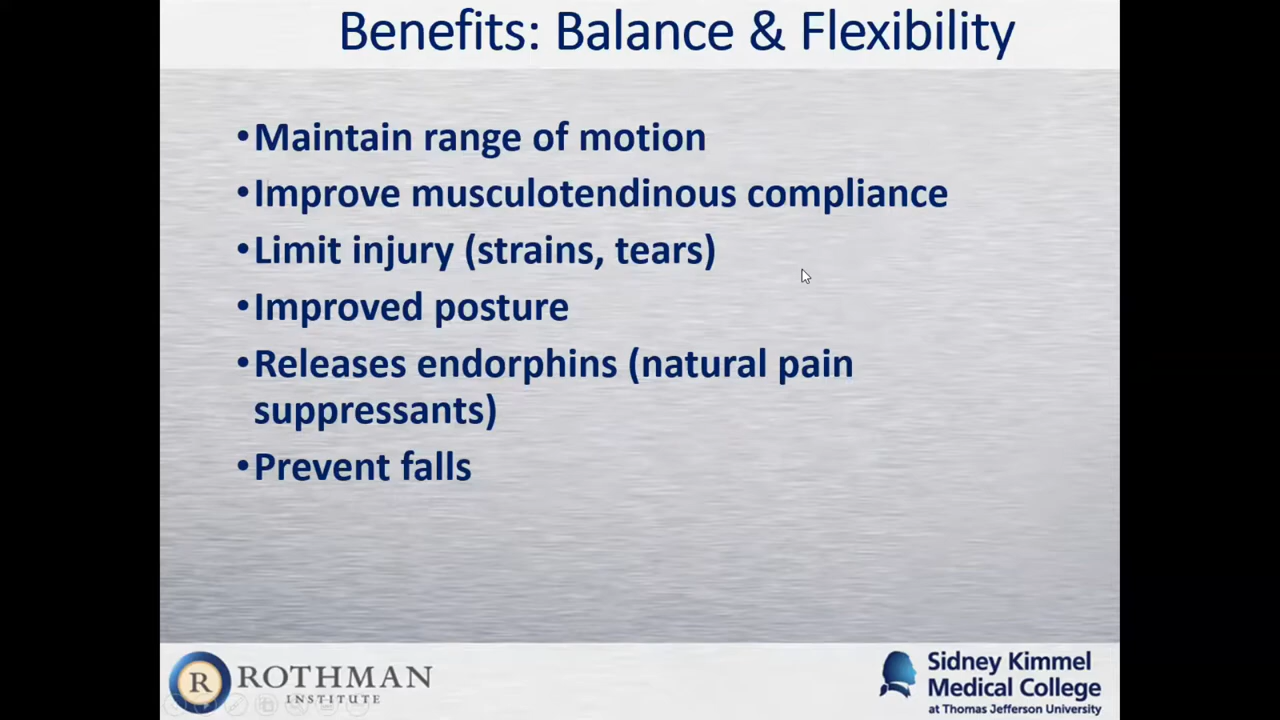 Benefits: Balance & Flexibility
•Maintain range of motion
•Improve musculotendinous compliance
•Limit injury (strains, tears)
•Improved posture
•Releases endorphins (natural pain
suppressants)
•Prevent falls
R ROTHMAN
INSTITUTE
Sidney Kimmel
Medical College
at Thomas Jefferson University